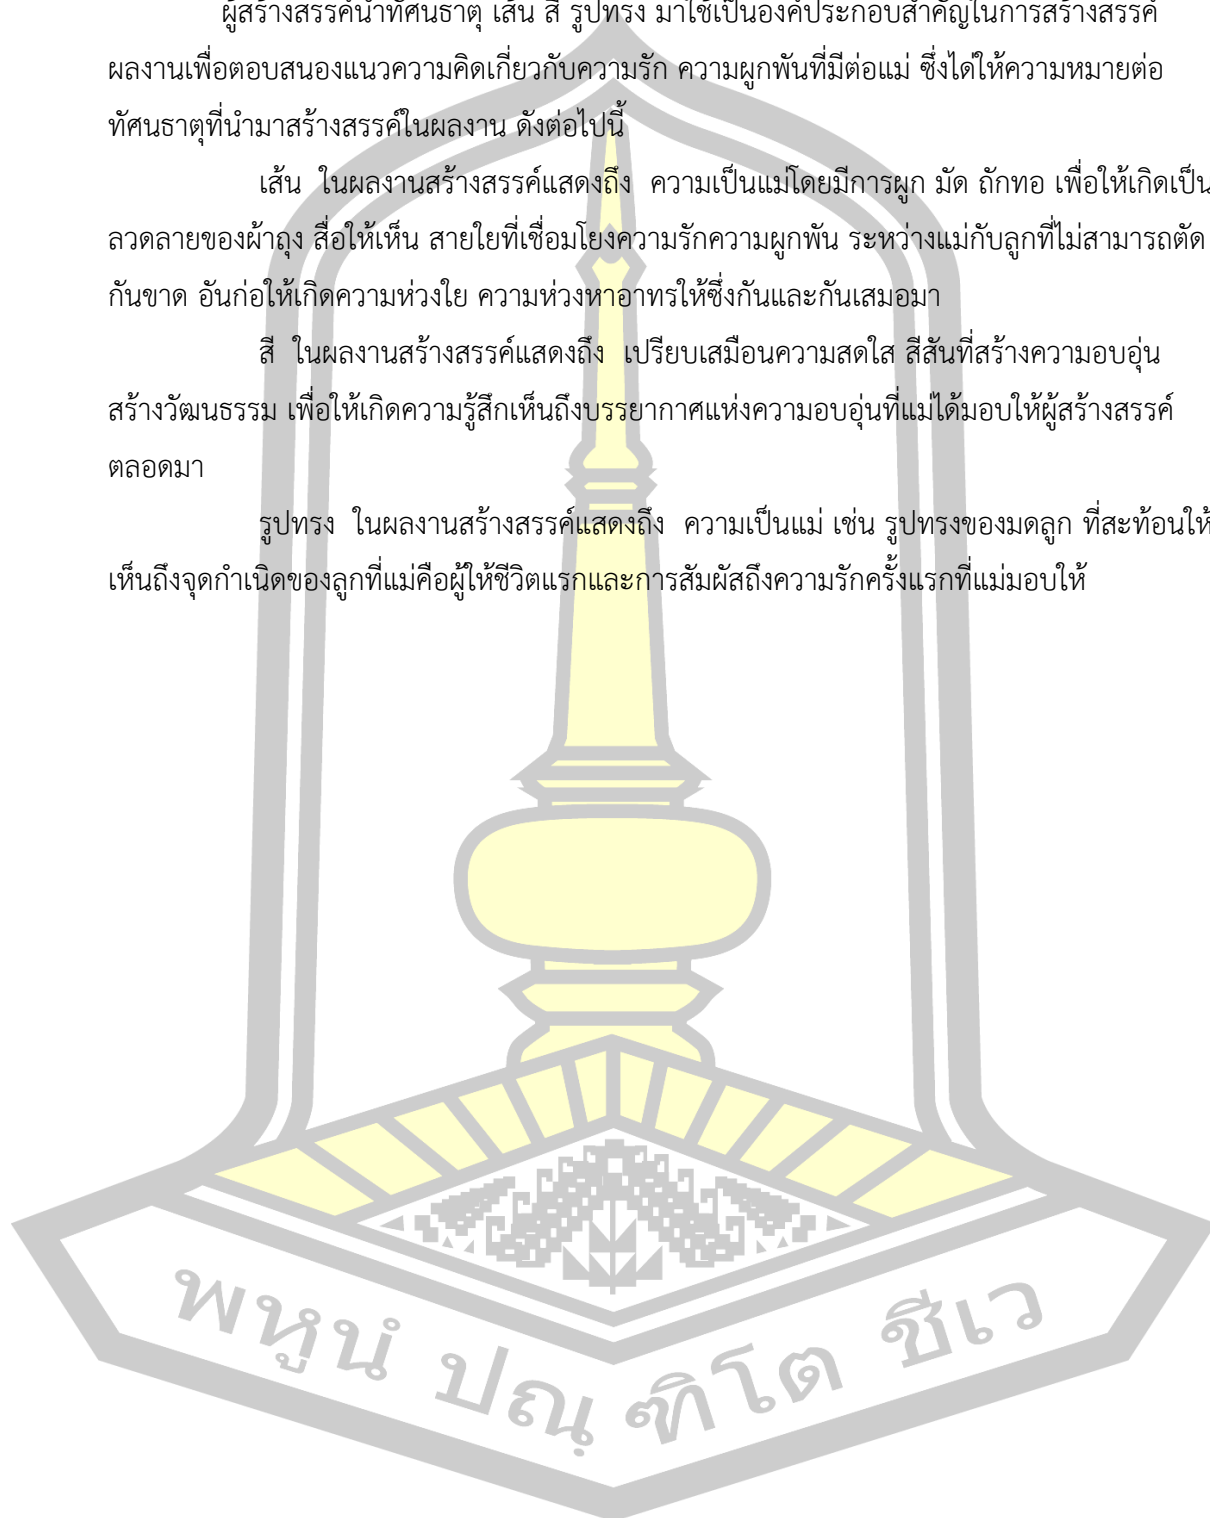 ผู้สร้างสรรค์นำทัศนธาตุ เส้น สี รูปทรง มาใช้เป็นองค์ประกอบสำคัญในการสร้างสรรค์
ผลงานเพื่อตอบสนองแนวความคิดเกี่ยวกับความรัก ความผูกพันที่มีต่อแม่ ซึ่งได้ให้ความหมายต่อ
ทัศนธาตุที่นำมาสร้างสรรค์ในผลงาน ดังต่อไปนี้
เส้น ในผลงานสร้างสรรค์แสดงถึง ความเป็นแม่โดยมีการผูก มัด ถักทอ เพื่อให้เกิดเป็น
ลวดลายของผ้าถุง สื่อให้เห็น สายใยที่เชื่อมโยงความรักความผูกพัน ระหว่างแม่กับลูกที่ไม่สามารถตัด
กันขาด อันก่อให้เกิดความห่วงใย ความห่วงหาอาทรให้ซึ่งกันและกันเสมอมา
สี ในผลงานสร้างสรรค์แสดงถึง เปรียบเสมือนความสดใส สีสันที่สร้างความอบอุ่น
สร้างวัฒนธรรม เพื่อให้เกิดความรู้สึกเห็นถึงบรรยากาศแห่งความอบอุ่นที่แม่ได้มอบให้ผู้สร้างสรรค์
ตลอดมา
รูปทรง ในผลงานสร้างสรรค์แสดงถึง ความเป็นแม่ เช่น รูปทรงของมดลูก ที่สะท้อนให้
เห็นถึงจุดกำเนิดของลูกที่แม่คือผู้ให้ชีวิตแรกและการสัมผัสถึงความรักครั้งแรกที่แม่มอบให้
พหูนํ ปณฺฑิโต ชีเว